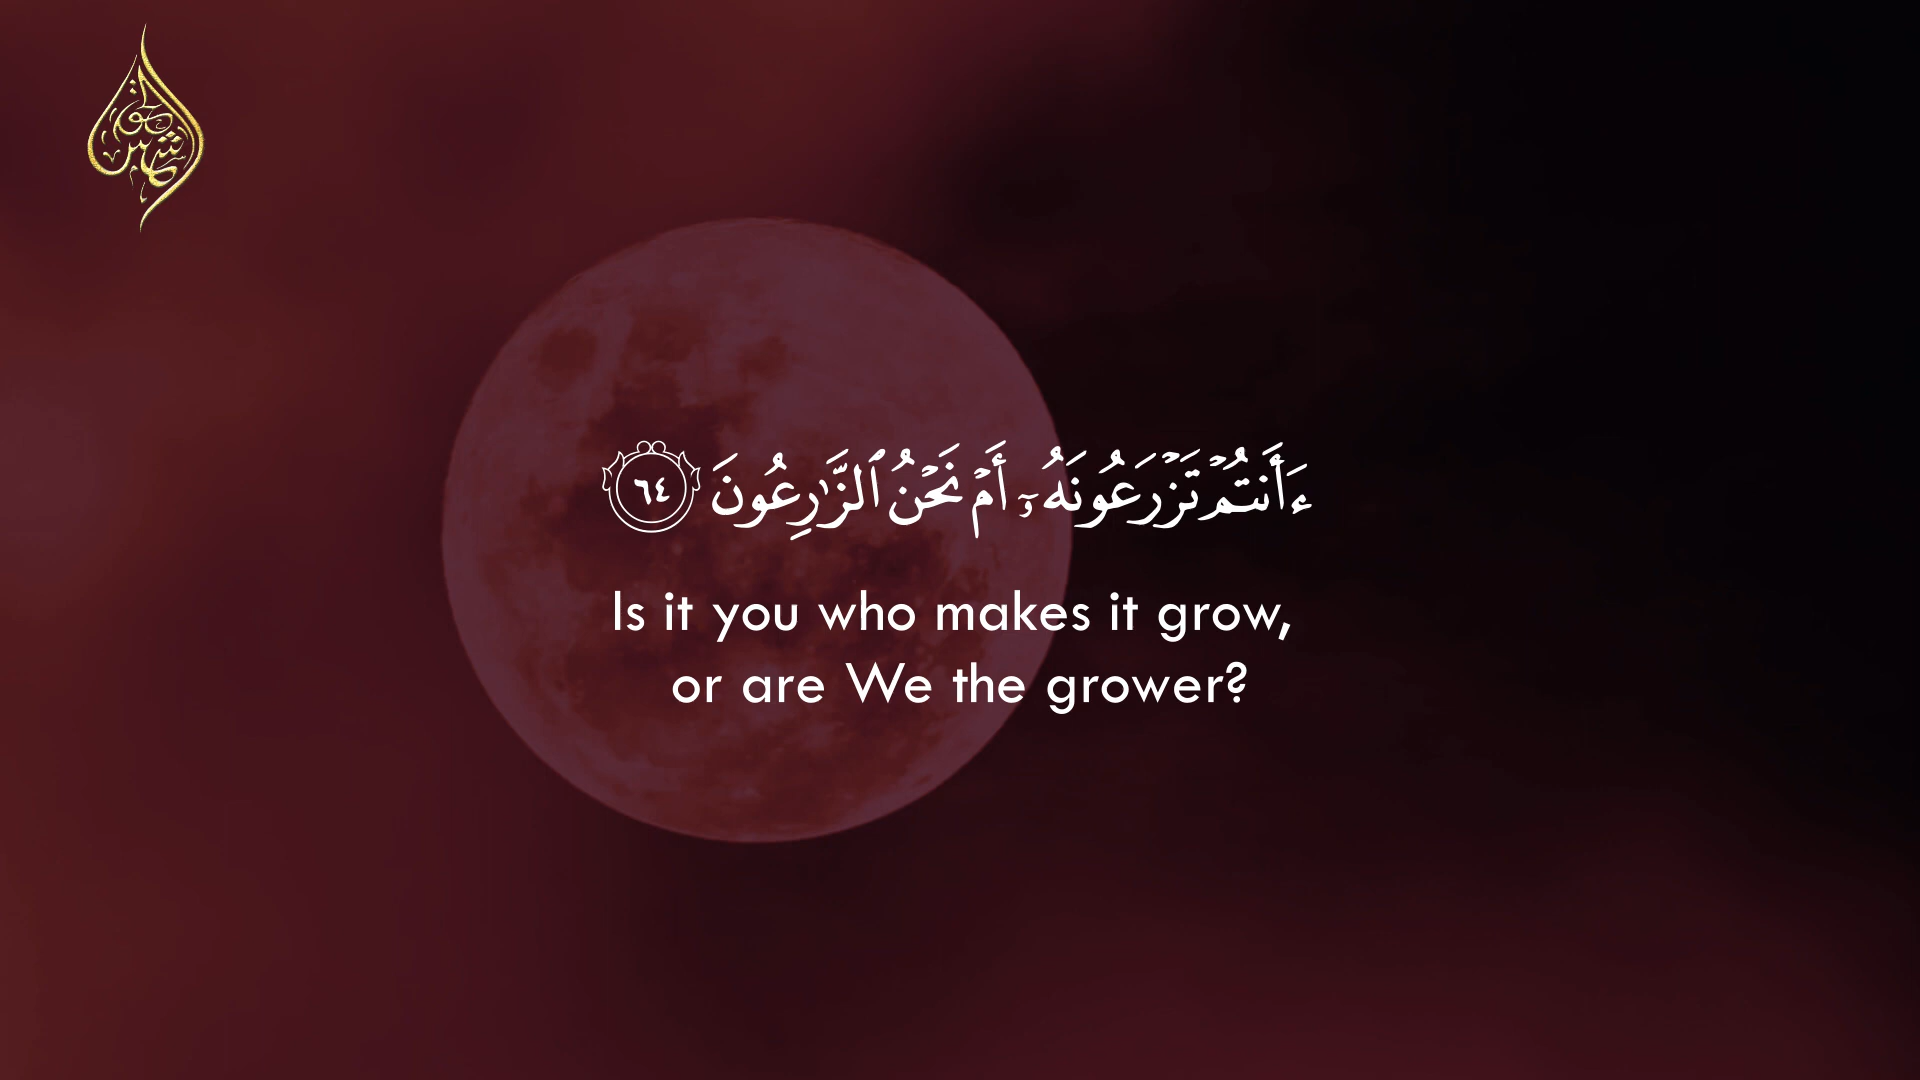 ءَأَنتُمْ تَزْرَعُونَهُۥٓ أَمْ نَحْنُ ٱلزَّٰرِعُونَ ٦٤
Is it you who makes it grow,
or are We the grower?